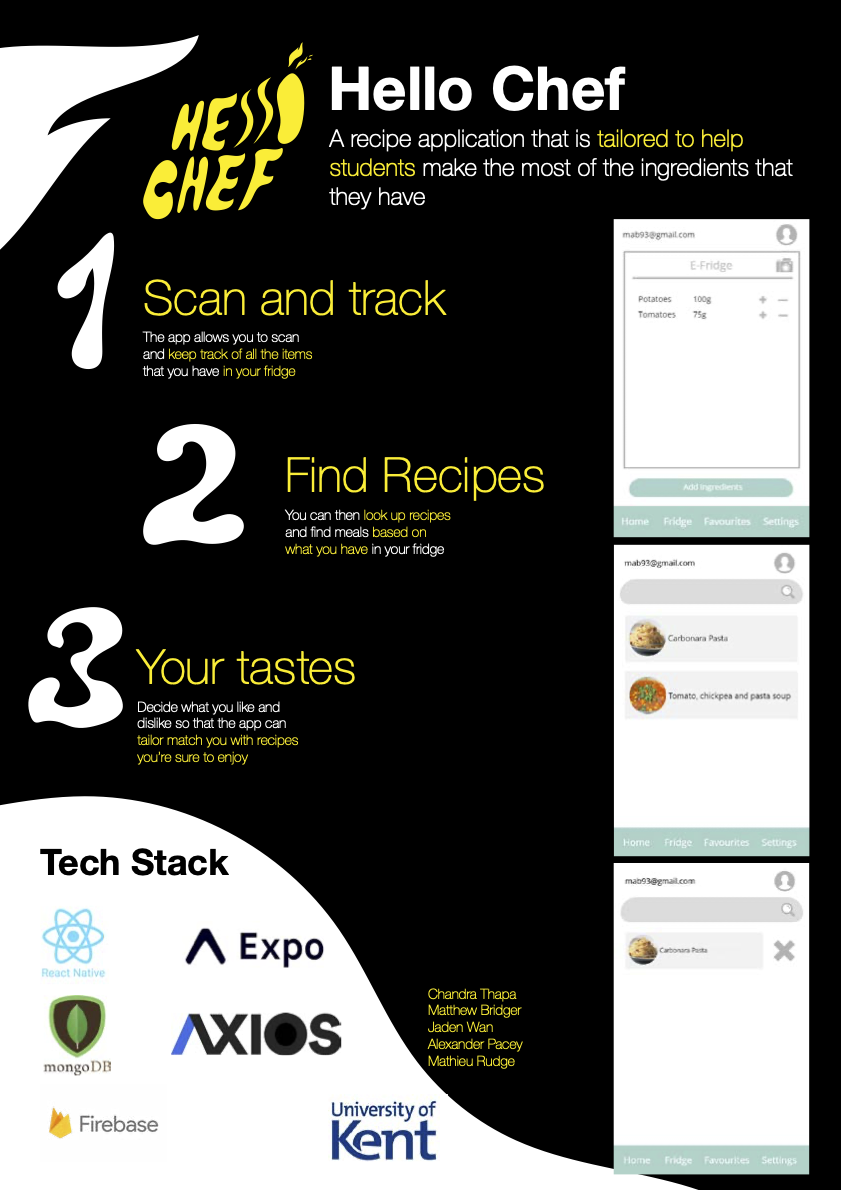 HELLO
CHEF
Hello Chef
A recipe application that is tailored to help
students make the most of the ingredients that
they have
1
Scan and track
The app allows you to scan
and keep track of all the items
that you have in your fridge
2
Find Recipes
You can then look up recipes
and find meals based on
what you have in your fridge
3
Your tastes
Decide what you like and
dislike so that the app can
tailor match you with recipes
you're sure to enjoy
mab93@gmail.com
E-Fridge
Potatoes 100g + −
Tomatoes 75g + −
Add Ingredients
Home Fridge Favourites Settings
mab93@gmail.com
Carbonara Pasta
Tomato, chickpea and pasta soup
Home Fridge Favourites Settings
mab93@gmail.com
Carbonara Pasta
Home Fridge Favourites Settings
Tech Stack
React Native
Expo
mongoDB
AXIOS
Firebase
Chandra Thapa
Matthew Bridger
Jaden Wan
Alexander Pacey
Mathieu Rudge
University of
Kent